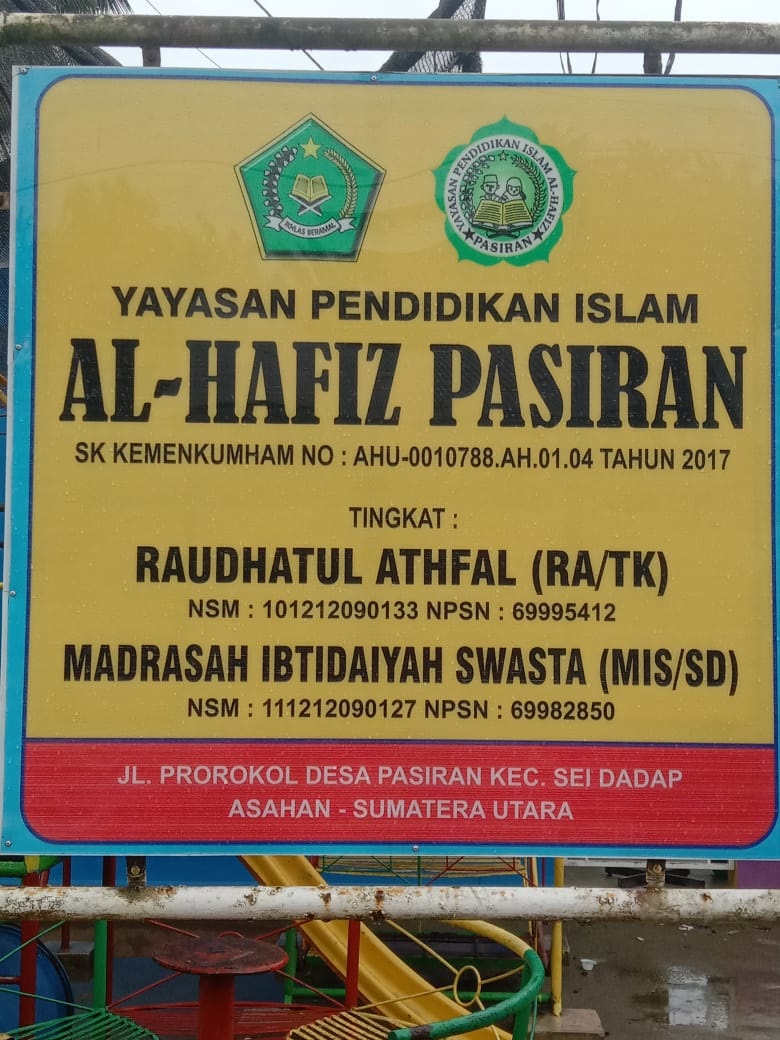 IKHLAS BERAMAL
YAYASAN PENDIDIKAN ISLAM AL-HAFIZ
PASIRAN
YAYASAN PENDIDIKAN ISLAM
AL-HAFIZ PASIRAN
SK KEMENKUMHAM NO : AHU-0010788.AH.01.04 TAHUN 2017
TINGKAT :
RAUDHATUL ATHFAL (RA/TK)
NSM : 101212090133 NPSN : 69995412
MADRASAH IBTIDAIYAH SWASTA (MIS/SD)
NSM : 111212090127 NPSN : 69982850
JL. PROROKOL DESA PASIRAN KEC. SEI DADAP
ASAHAN - SUMATERA UTARA